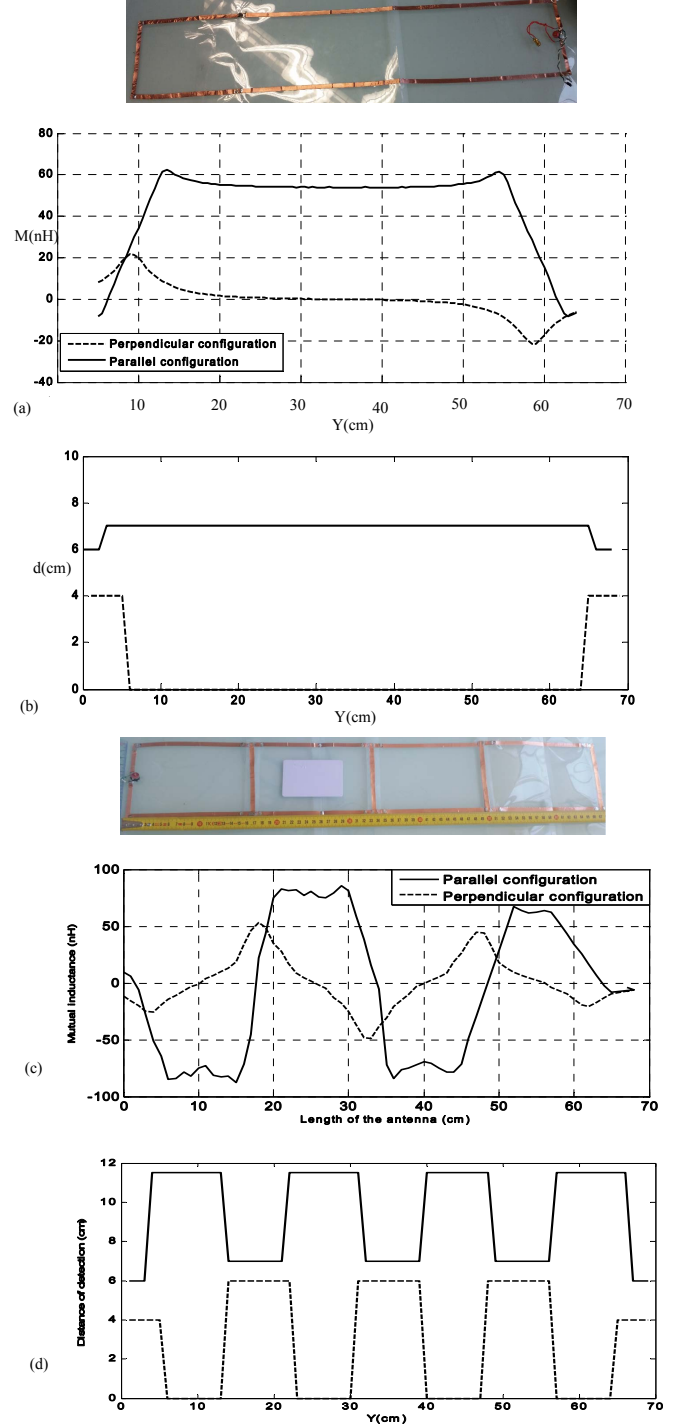 80
60
40
M(nH)
20
0
-20
-40
Perpendicular configuration
Parallel configuration
10 20 30 40 50 60 70
(a)
Y(cm)
10
8
6
d(cm)
4
2
0
0 10 20 30 40 50 60 70
(b)
Y(cm)
100
50
0
-50
-100
Mutual inductance (nH)
Parallel configuration
Perpendicular configuration
(c)
0 10 20 30 40 50 60 70
Length of the antenna (cm)
12
10
8
6
4
2
0
Distance of detection (cm)
(d)
0 10 20 30 40 50 60 70
Y(cm)